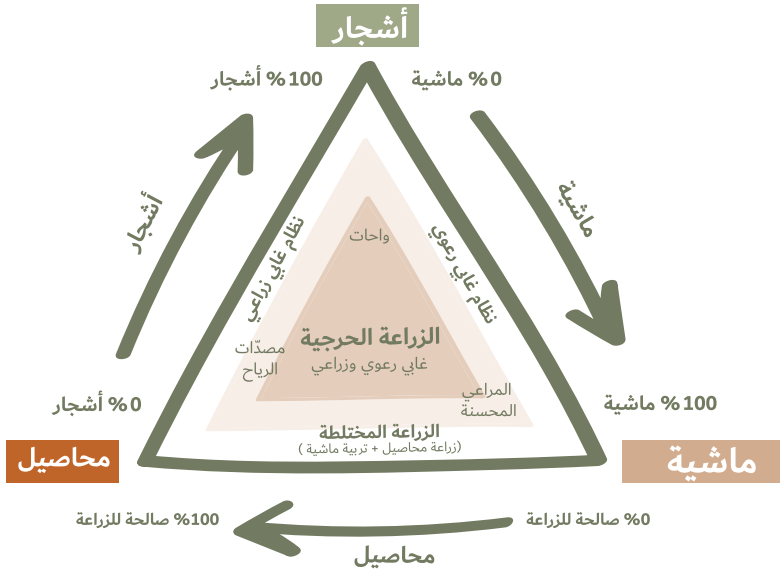 أشجار
100% أشجار
0% ماشية
أشجار
ماشية
نظام غابي زراعي
نظام غابي رعوي
واحات
الزراعة الحرجية
غابي رعوي وزراعي
مصدّات
الرياح
المراعي
المحسنة
0% أشجار
100% ماشية
الزراعة المختلطة
(زراعة محاصيل + تربية ماشية )
محاصيل
ماشية
100% صالحة للزراعة
0% صالحة للزراعة
محاصيل